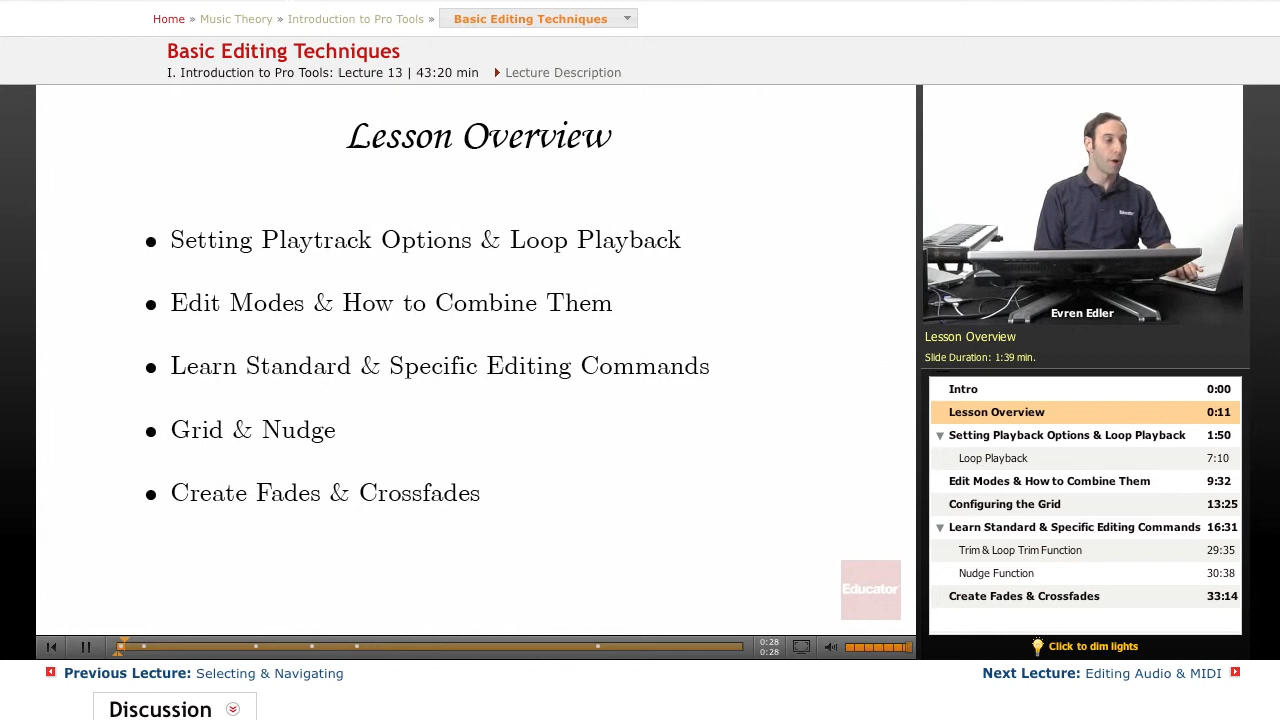 Home » Music Theory » Introduction to Pro Tools » Basic Editing Techniques
Basic Editing Techniques
I. Introduction to Pro Tools: Lecture 13 | 43:20 min Lecture Description
Lesson Overview
• Setting Playtrack Options & Loop Playback
• Edit Modes & How to Combine Them
• Learn Standard & Specific Editing Commands
• Grid & Nudge
• Create Fades & Crossfades
Educator
0:28
0:28
Educator
Evren Edler
Lesson Overview
Slide Duration: 1:39 min.
Intro 0:00
Lesson Overview 0:11
Setting Playback Options & Loop Playback 1:50
Loop Playback 7:10
Edit Modes & How to Combine Them 9:32
Configuring the Grid 13:25
Learn Standard & Specific Editing Commands 16:31
Trim & Loop Trim Function 29:35
Nudge Function 30:38
Create Fades & Crossfades 33:14
Click to dim lights
Previous Lecture: Selecting & Navigating
Next Lecture: Editing Audio & MIDI
Discussion